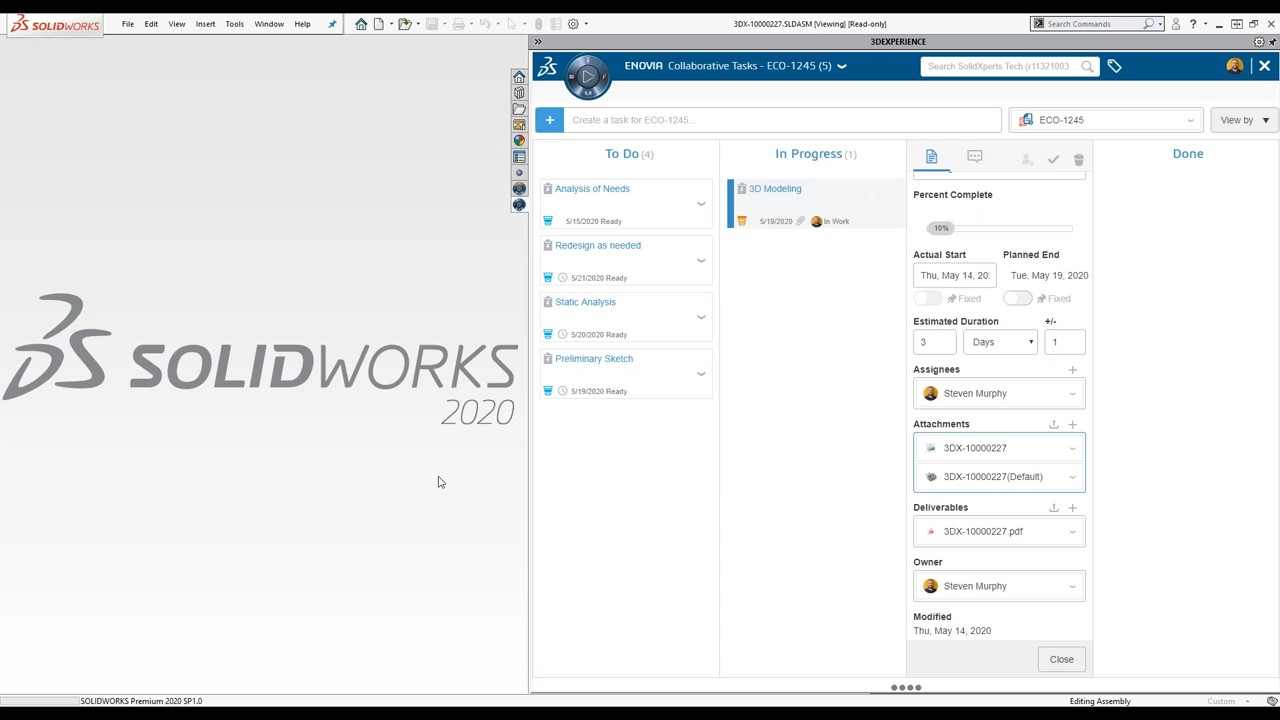 SOLIDWORKS
File Edit View Insert Tools Window Help
3DX-10000227.SLDASM [Viewing] [Read-only]
Search Commands
3DEXPERIENCE
ENOVIA Collaborative Tasks - ECO-1245 (5)
Search SolidXperts Tech (r11321003
Create a task for ECO-1245...
ECO-1245
View by
To Do (4)
Analysis of Needs
5/15/2020 Ready
Redesign as needed
5/21/2020 Ready
Static Analysis
5/20/2020 Ready
Preliminary Sketch
5/19/2020 Ready
In Progress (1)
3D Modeling
5/19/2020 In Work
Percent Complete
10%
Actual Start Planned End
Thu, May 14, 20 Tue, May 19, 2020
Fixed Fixed
Estimated Duration +/-
3 Days 1
Assignees
Steven Murphy
Attachments
3DX-10000227
3DX-10000227(Default)
Deliverables
3DX-10000227.pdf
Owner
Steven Murphy
Modified
Thu, May 14, 2020
Close
Done
SOLIDWORKS
2020
SOLIDWORKS Premium 2020 SP1.0
Editing Assembly
Custom